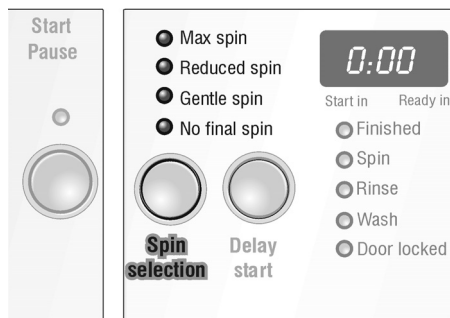 Start
Pause
Max spin
Reduced spin
Gentle spin
No final spin
Spin
selection
Delay
start
0:00
Start in Ready in
Finished
Spin
Rinse
Wash
Door locked